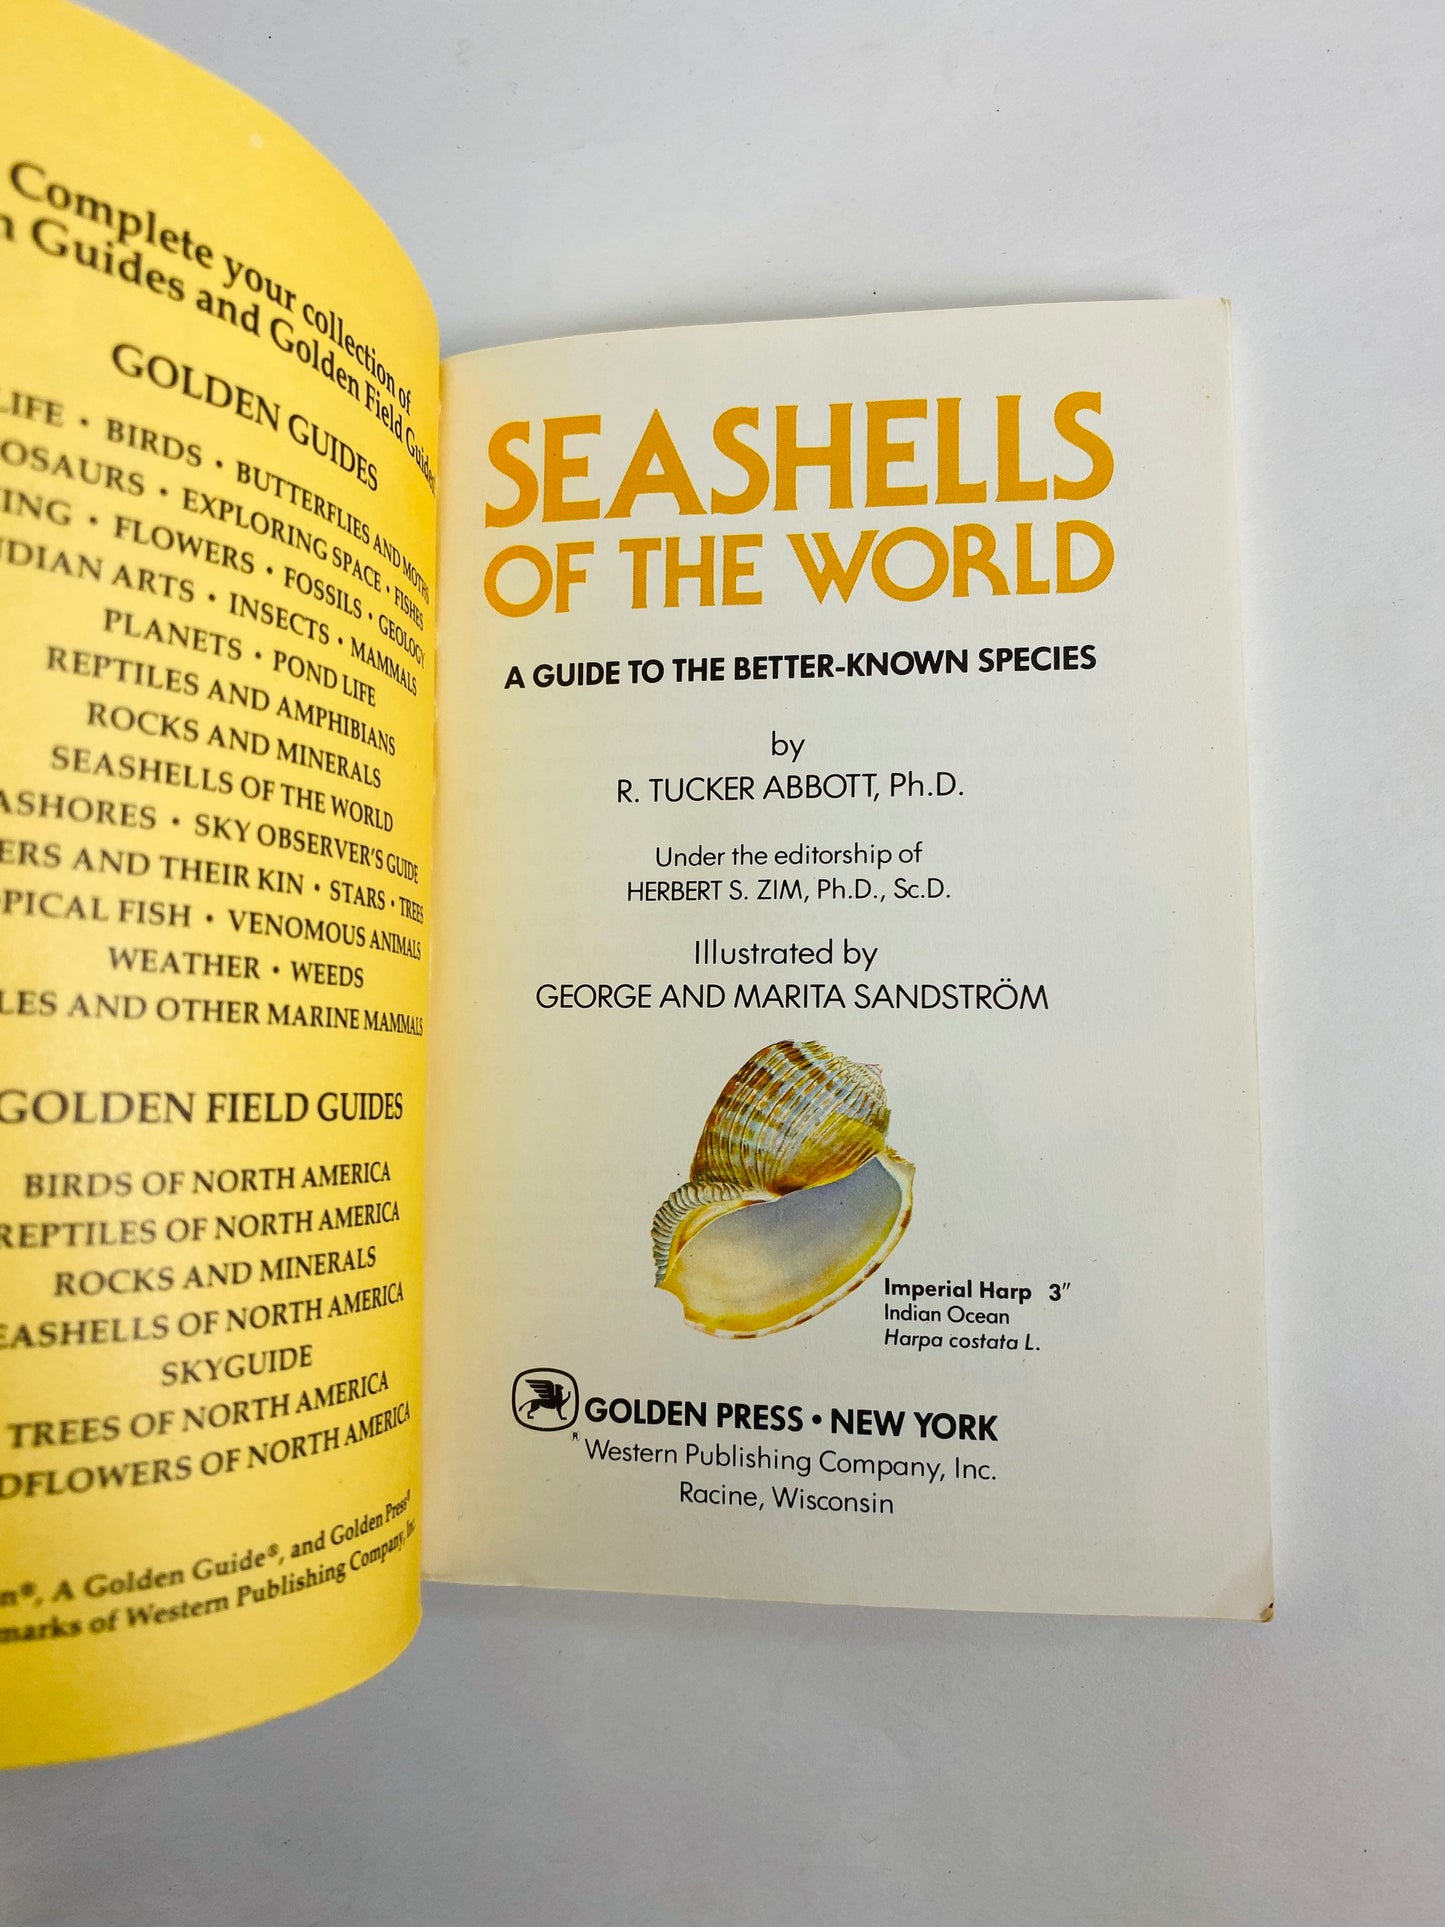 Complete your collection of
Guides and Golden Field Guides!
GOLDEN GUIDES
LIFE • BIRDS • BUTTERFLIES AND MOTHS
OSAURS • EXPLORING SPACE • FISHES
ING • FLOWERS • FOSSILS • GEOLOGY
NDIAN ARTS • INSECTS • MAMMALS
PLANETS • POND LIFE
REPTILES AND AMPHIBIANS
ROCKS AND MINERALS
SEASHELLS OF THE WORLD
ASHORES • SKY OBSERVER'S GUIDE
ERS AND THEIR KIN • STARS • TREES
PICAL FISH • VENOMOUS ANIMALS
WEATHER • WEEDS
LES AND OTHER MARINE MAMMALS
GOLDEN FIELD GUIDES
BIRDS OF NORTH AMERICA
REPTILES OF NORTH AMERICA
ROCKS AND MINERALS
EASHELLS OF NORTH AMERICA
SKYGUIDE
TREES OF NORTH AMERICA
DFLOWERS OF NORTH AMERICA
n®, A Golden Guide®, and Golden Press®
marks of Western Publishing Company, Inc.
SEASHELLS
OF THE WORLD
A GUIDE TO THE BETTER-KNOWN SPECIES
by
R. TUCKER ABBOTT, Ph.D.
Under the editorship of
HERBERT S. ZIM, Ph.D., Sc.D.
Illustrated by
GEORGE AND MARITA SANDSTRÖM
Imperial Harp 3"
Indian Ocean
Harpa costata L.
GOLDEN PRESS • NEW YORK
®
Western Publishing Company, Inc.
Racine, Wisconsin